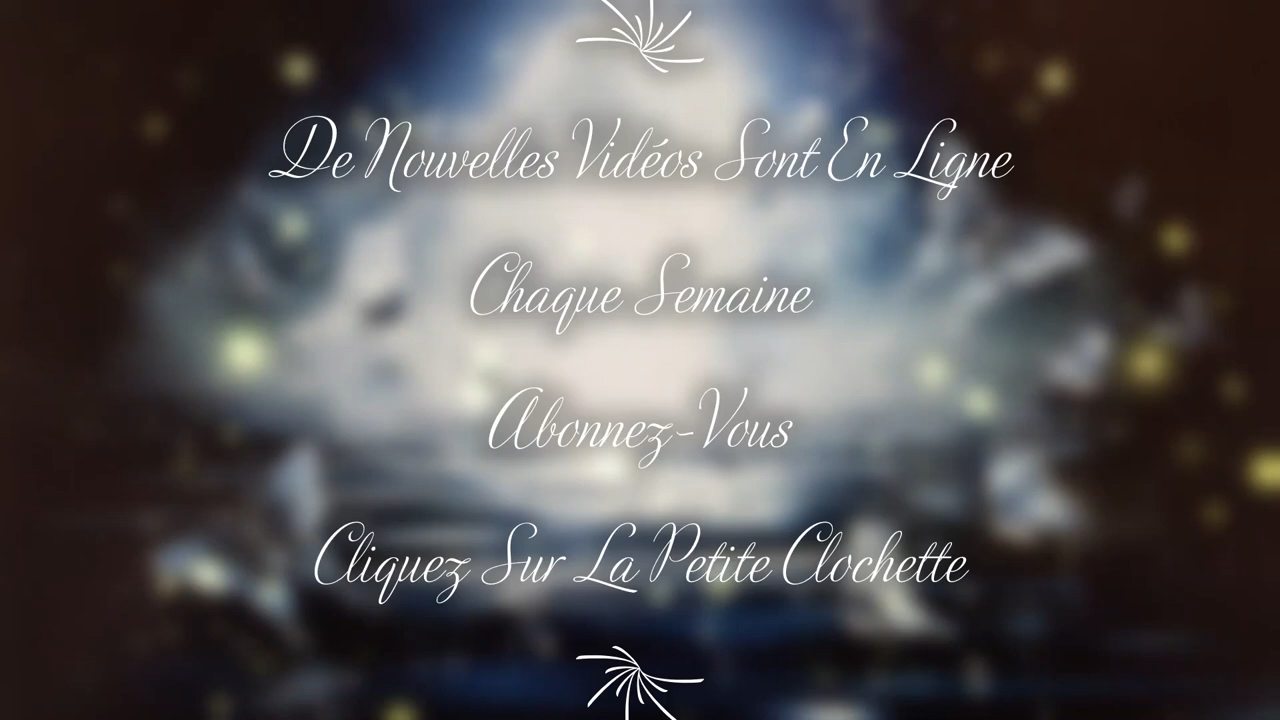 De Nouvelles Vidéos Sont En Ligne
Chaque Semaine
Abonnez-Vous
Cliquez Sur La Petite Clochette